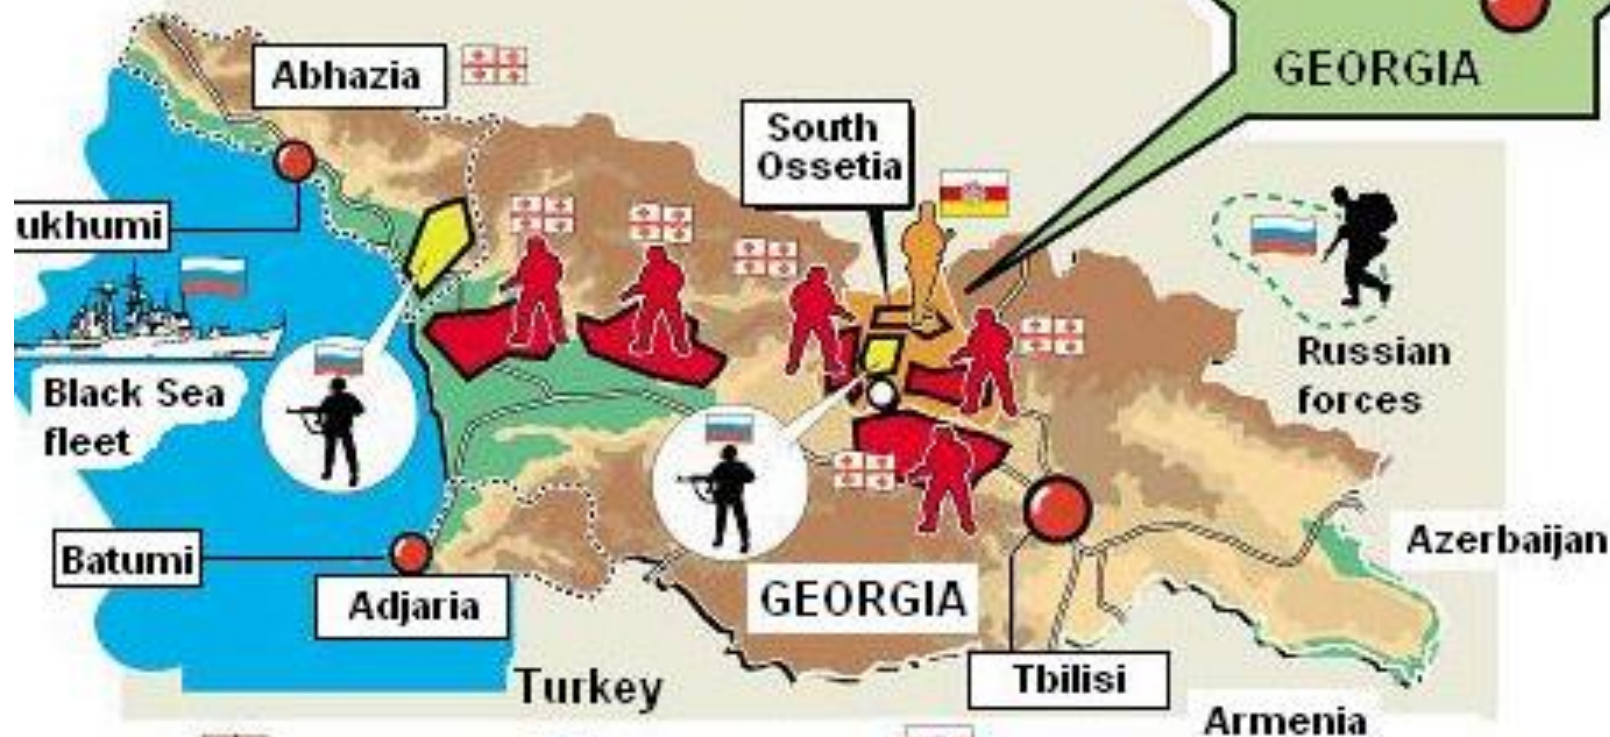 GEORGIA
Abhazia
South
Ossetia
ukhumi
Black Sea
fleet
Russian
forces
Batumi
Adjaria
GEORGIA
Azerbaijan
Turkey
Tbilisi
Armenia